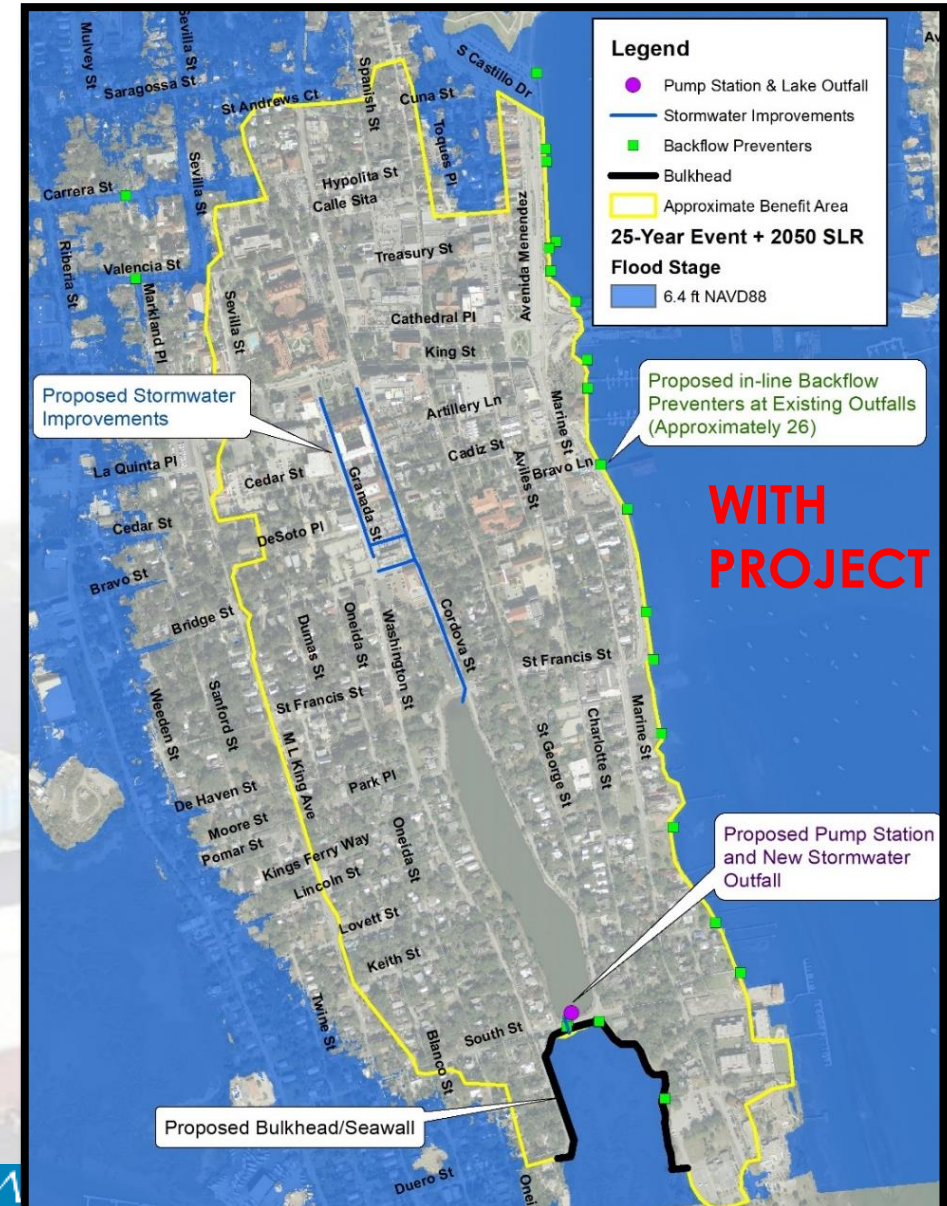 Legend
Pump Station & Lake Outfall
Stormwater Improvements
Backflow Preventers
Bulkhead
Approximate Benefit Area
25-Year Event + 2050 SLR
Flood Stage
6.4 ft NAVD88
Mulvey St
Sevilla St
Saragossa St
St Andrews Ct
Spanish St
Cuna St
S Castillo Dr
Toques Pl
Sevilla St
Carrera St
Hypolita St
Calle Sita
Treasury St
Avenida Menendez
Riberia St
Valencia St
Markland Pl
Sevilla St
Cathedral Pl
King St
Proposed Stormwater
Improvements
Proposed in-line Backflow
Preventers at Existing Outfalls
(Approximately 26)
Artillery Ln
Marine St
Cadiz St
Aviles St
Bravo Ln
La Quinta Pl
Cedar St
Granada St
WITH
PROJECT
Cedar St
DeSoto Pl
Bravo St
Bridge St
Dumas St
Oneida St
Washington St
Cordova St
St Francis St
Weeden St
Sanford St
St Francis St
M L King Ave
St George St
Charlotte St
Marine St
De Haven St
Park Pl
Moore St
Pomar St
Kings Ferry Way
Oneida St
Lincoln St
Proposed Pump Station
and New Stormwater
Outfall
Lovett St
Keith St
Twine St
Blanco St
South St
Proposed Bulkhead/Seawall
Duero St